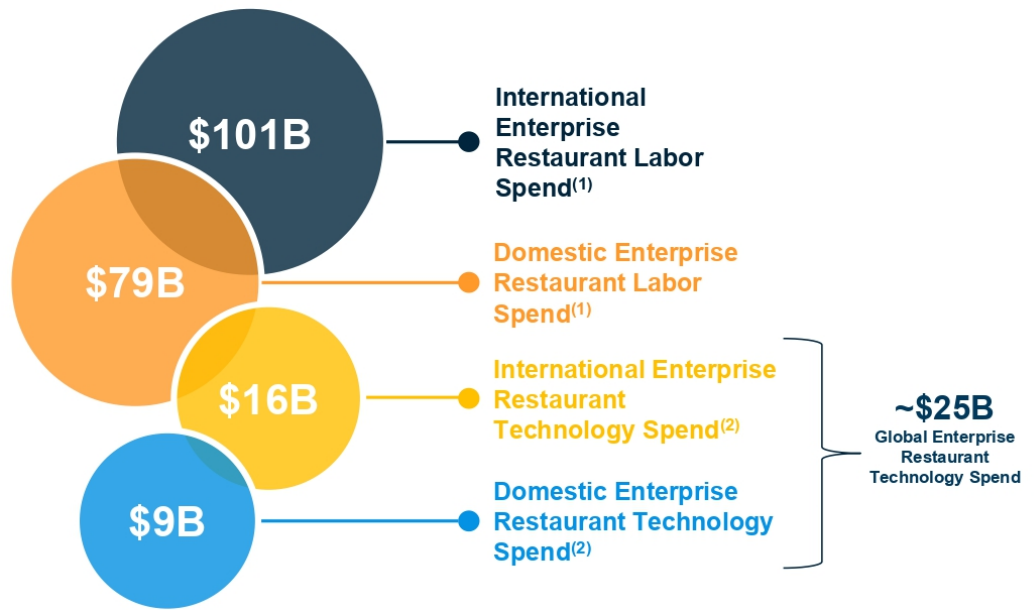 $101B
International
Enterprise
Restaurant Labor
Spend(1)
$79B
Domestic Enterprise
Restaurant Labor
Spend(1)
$16B
International Enterprise
Restaurant
Technology Spend(2)
$9B
Domestic Enterprise
Restaurant Technology
Spend(2)
~$25B
Global Enterprise
Restaurant
Technology Spend